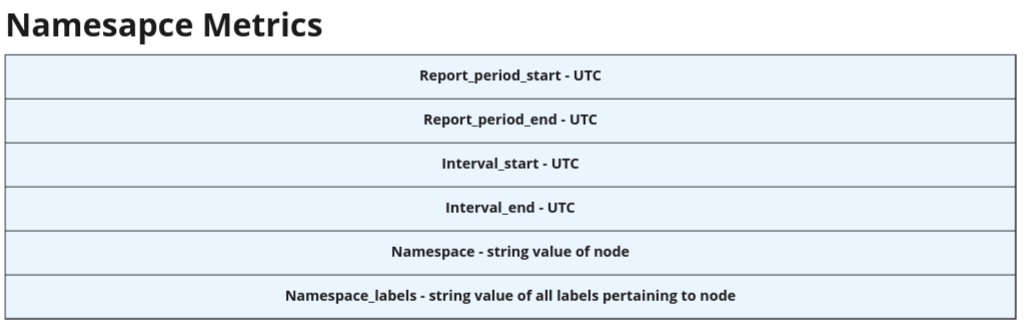 Namesapce Metrics
Report_period_start - UTC
Report_period_end - UTC
Interval_start - UTC
Interval_end - UTC
Namespace - string value of node
Namespace_labels - string value of all labels pertaining to node